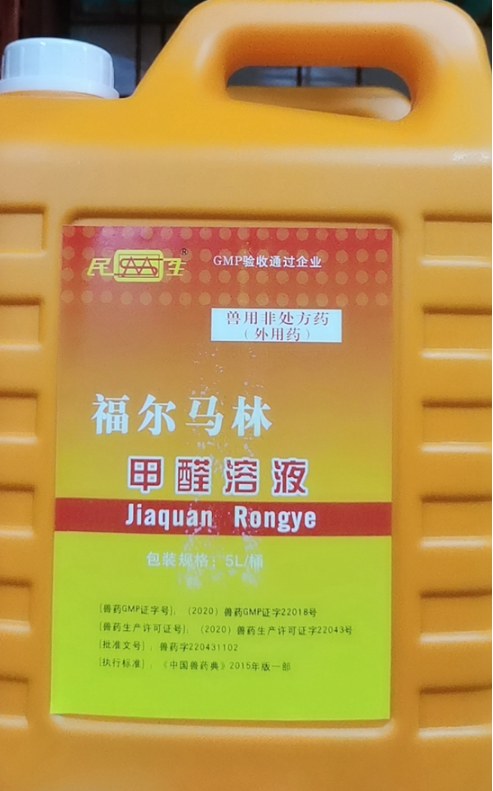 民生®
GMP验收通过企业
兽用非处方药
（外用药）
福尔马林
甲醛溶液
Jiaquan Rongye
包装规格：5L/桶
[兽药GMP证字号]：（2020）兽药GMP证字22018号
[兽药生产许可证号]：（2020）兽药生产许可证字22043号
[批准文号]：兽药字220431102
[执行标准]：《中国兽药典》2015年版一部